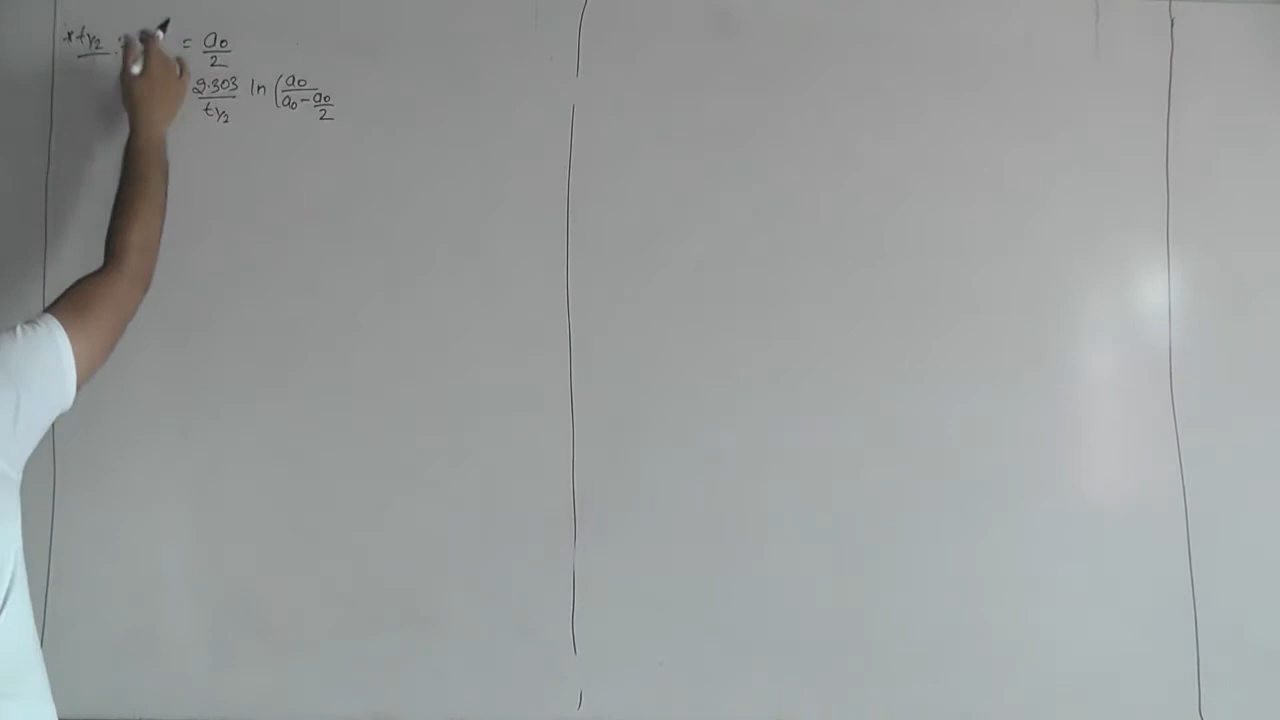 * t½ : = a₀/2
2.303/t½ ln (a₀/(a₀ - a₀/2